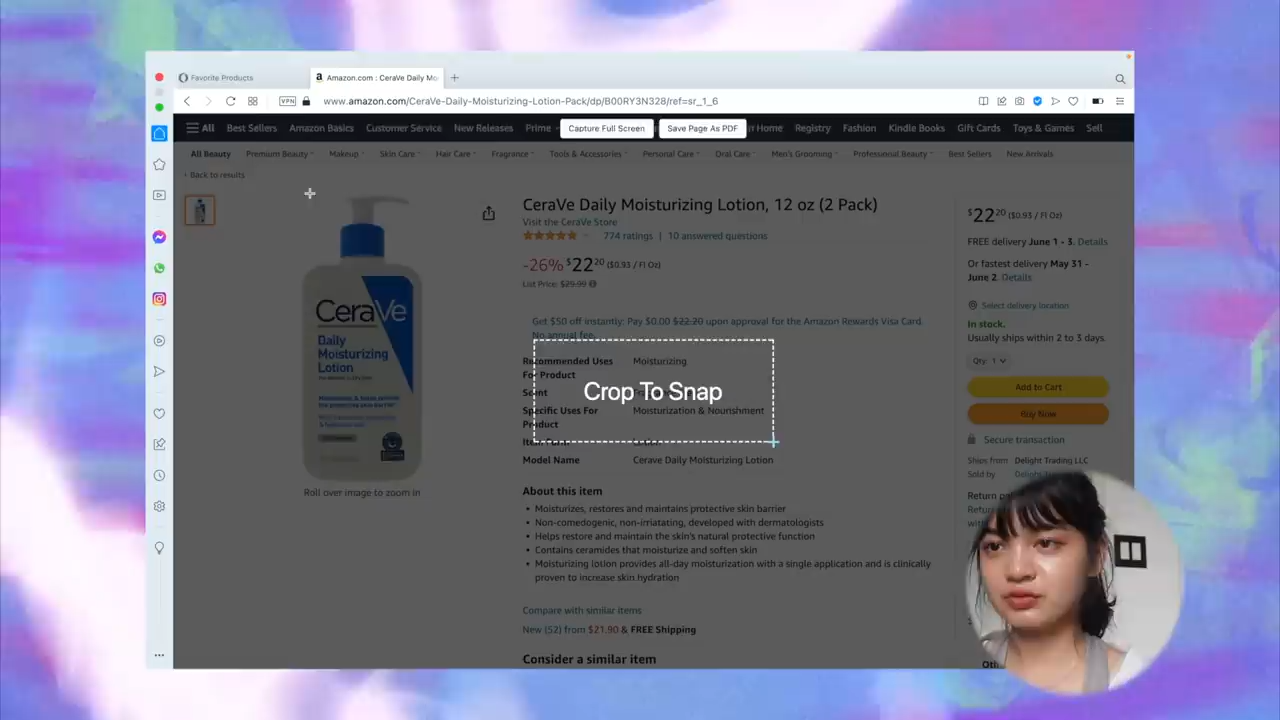 Favorite Products
a Amazon.com : CeraVe Daily Mo
VPN
www.amazon.com/CeraVe-Daily-Moisturizing-Lotion-Pack/dp/B00RY3N328/ref=sr_1_6
All Best Sellers Amazon Basics Customer Service New Releases Prime Home Registry Fashion Kindle Books Gift Cards Toys & Games Sell
Capture Full Screen Save Page As PDF
All Beauty Premium Beauty Makeup Skin Care Hair Care Fragrance Tools & Accessories Personal Care Oral Care Men's Grooming Professional Beauty Best Sellers New Arrivals
‹ Back to results
CeraVe
Daily
Moisturizing
Lotion
Roll over image to zoom in
CeraVe Daily Moisturizing Lotion, 12 oz (2 Pack)
Visit the CeraVe Store
774 ratings | 10 answered questions
-26% $22 20 ($0.93 / Fl Oz)
List Price: $29.99
Get $50 off instantly: Pay $0.00 $22.20 upon approval for the Amazon Rewards Visa Card.
No annual fee.
Recommended Uses For Product Moisturizing
Scent
Specific Uses For Product Moisturization & Nourishment
Item Form Lotion
Model Name Cerave Daily Moisturizing Lotion
Crop To Snap
About this item
• Moisturizes, restores and maintains protective skin barrier
• Non-comedogenic, non-irriatating, developed with dermatologists
• Helps restore and maintain the skin's natural protective function
• Contains ceramides that moisturize and soften skin
• Moisturizing lotion provides all-day moisturization with a single application and is clinically
proven to increase skin hydration
Compare with similar items
New (52) from $21.90 & FREE Shipping
Consider a similar item
$22 20 ($0.93 / Fl Oz)
FREE delivery June 1 - 3. Details
Or fastest delivery May 31 -
June 2. Details
Select delivery location
In stock.
Usually ships within 2 to 3 days.
Qty: 1
Add to Cart
Buy Now
Secure transaction
Ships from Delight Trading LLC
Sold by Delight
Return